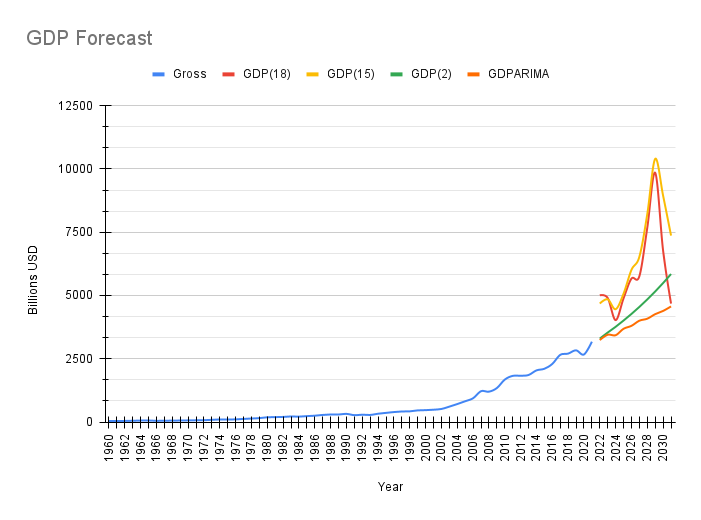 GDP Forecast
Gross GDP(18) GDP(15) GDP(2) GDPARIMA
12500
10000
7500
5000
2500
0
Billions USD
1960 1962 1964 1966 1968 1970 1972 1974 1976 1978 1980 1982 1984 1986 1988 1990 1992 1994 1996 1998 2000 2002 2004 2006 2008 2010 2012 2014 2016 2018 2020 2022 2024 2026 2028 2030
Year